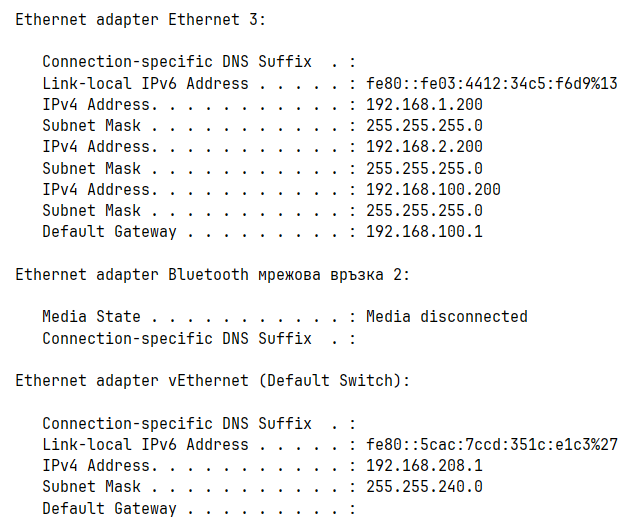 Ethernet adapter Ethernet 3:
Connection-specific DNS Suffix  . :
Link-local IPv6 Address . . . . . : fe80::fe03:4412:34c5:f6d9%13
IPv4 Address. . . . . . . . . . . : 192.168.1.200
Subnet Mask . . . . . . . . . . . : 255.255.255.0
IPv4 Address. . . . . . . . . . . : 192.168.2.200
Subnet Mask . . . . . . . . . . . : 255.255.255.0
IPv4 Address. . . . . . . . . . . : 192.168.100.200
Subnet Mask . . . . . . . . . . . : 255.255.255.0
Default Gateway . . . . . . . . . : 192.168.100.1
Ethernet adapter Bluetooth мрежова връзка 2:
Media State . . . . . . . . . . . : Media disconnected
Connection-specific DNS Suffix  . :
Ethernet adapter vEthernet (Default Switch):
Connection-specific DNS Suffix  . :
Link-local IPv6 Address . . . . . : fe80::5cac:7ccd:351c:e1c3%27
IPv4 Address. . . . . . . . . . . : 192.168.208.1
Subnet Mask . . . . . . . . . . . : 255.255.240.0
Default Gateway . . . . . . . . . :